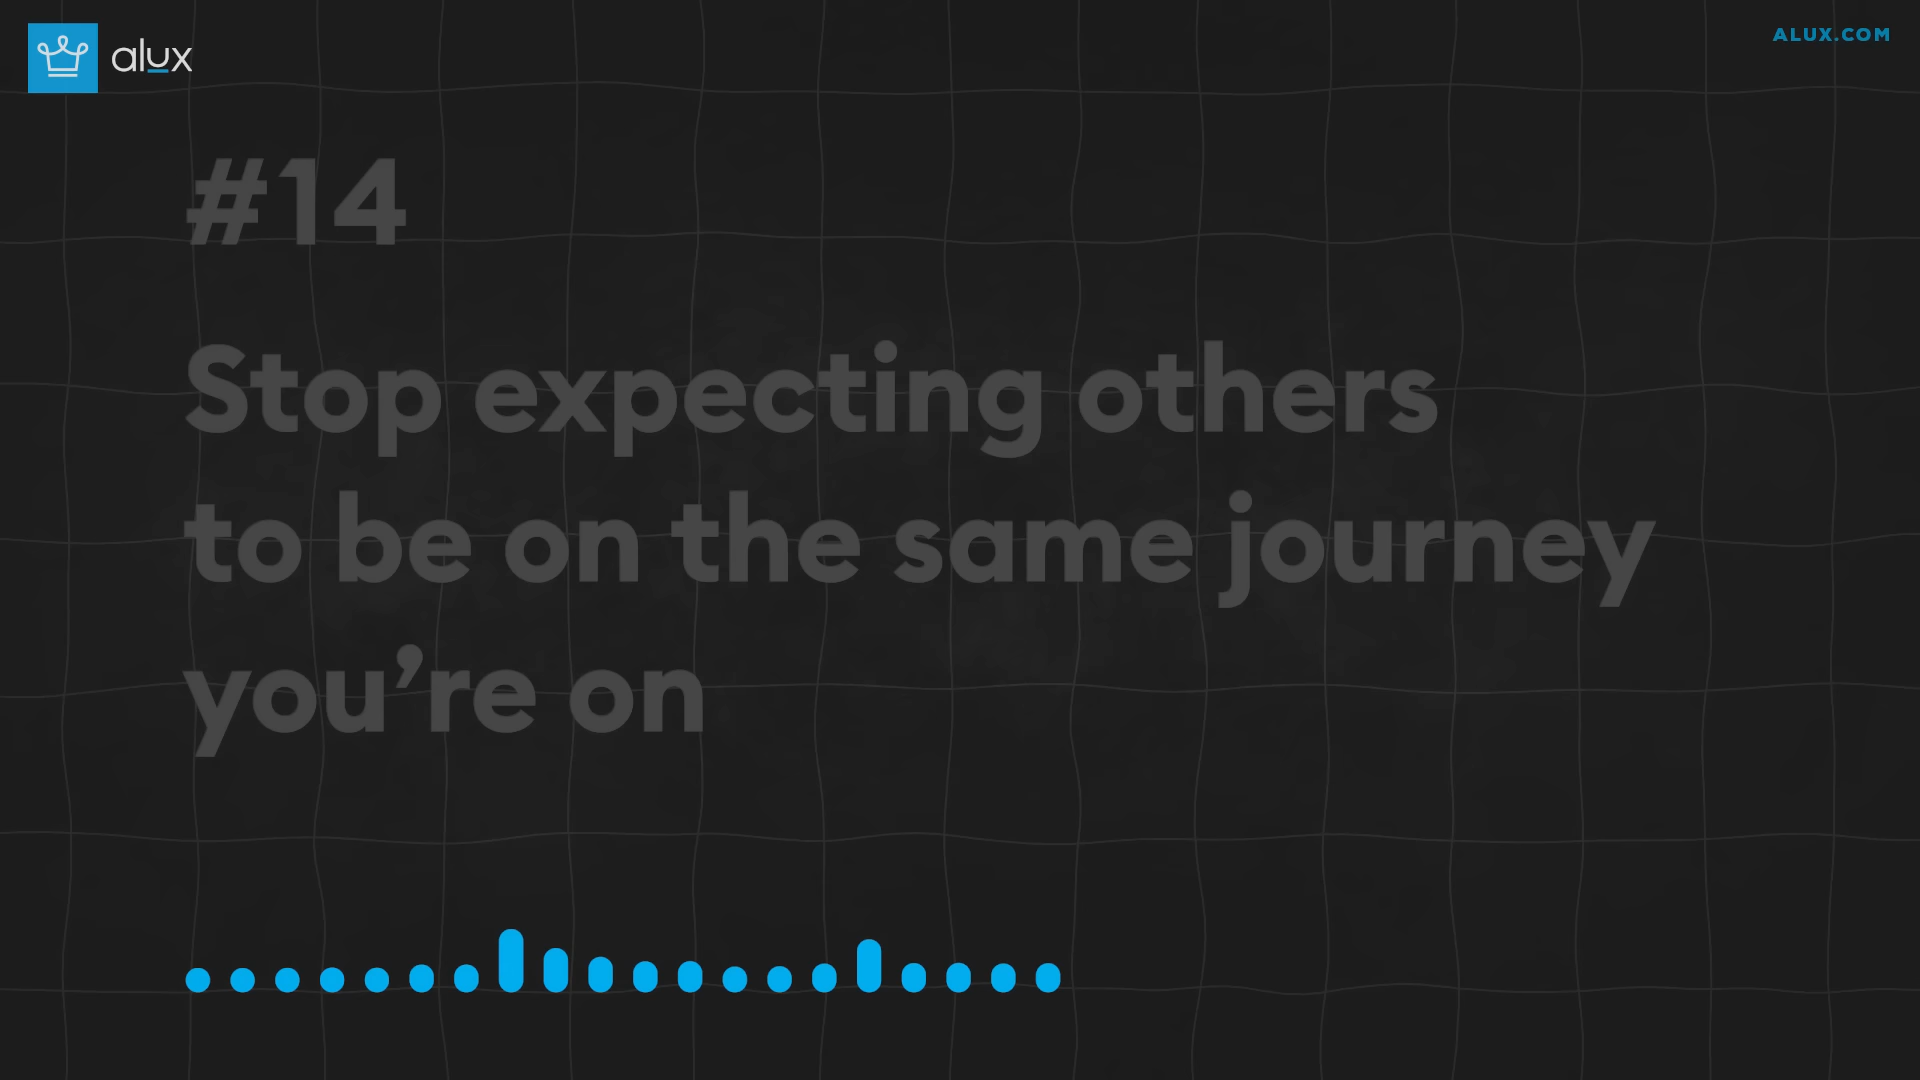 alux
ALUX.COM
#14
Stop expecting others
to be on the same journey
you’re on